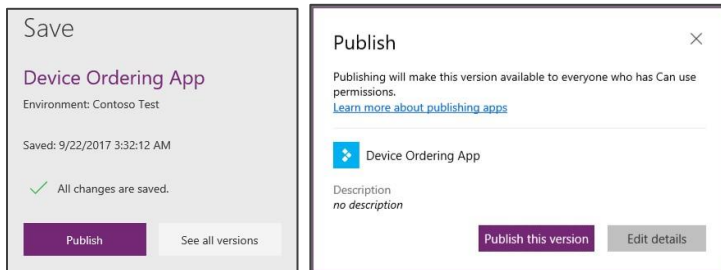 Save
Device Ordering App
Environment: Contoso Test
Saved: 9/22/2017 3:32:12 AM
All changes are saved.
Publish
See all versions
Publish
Publishing will make this version available to everyone who has Can use
permissions.
Learn more about publishing apps
Device Ordering App
Description
no description
Publish this version
Edit details